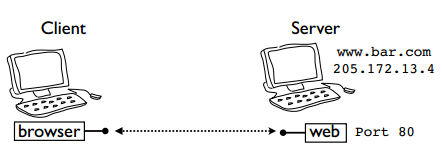 Client
Server
www.bar.com
205.172.13.4
browser
web
Port 80